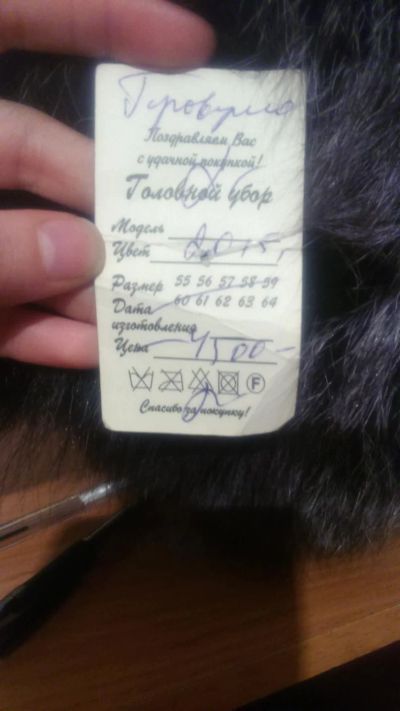 Поздравляем Вас
с удачной покупкой!
Головной убор
Модель
Цвет
Размер 55 56 57 58 59
Дата 60 61 62 63 64
изготовления
Цена 4500-
F
Спасибо за покупку!